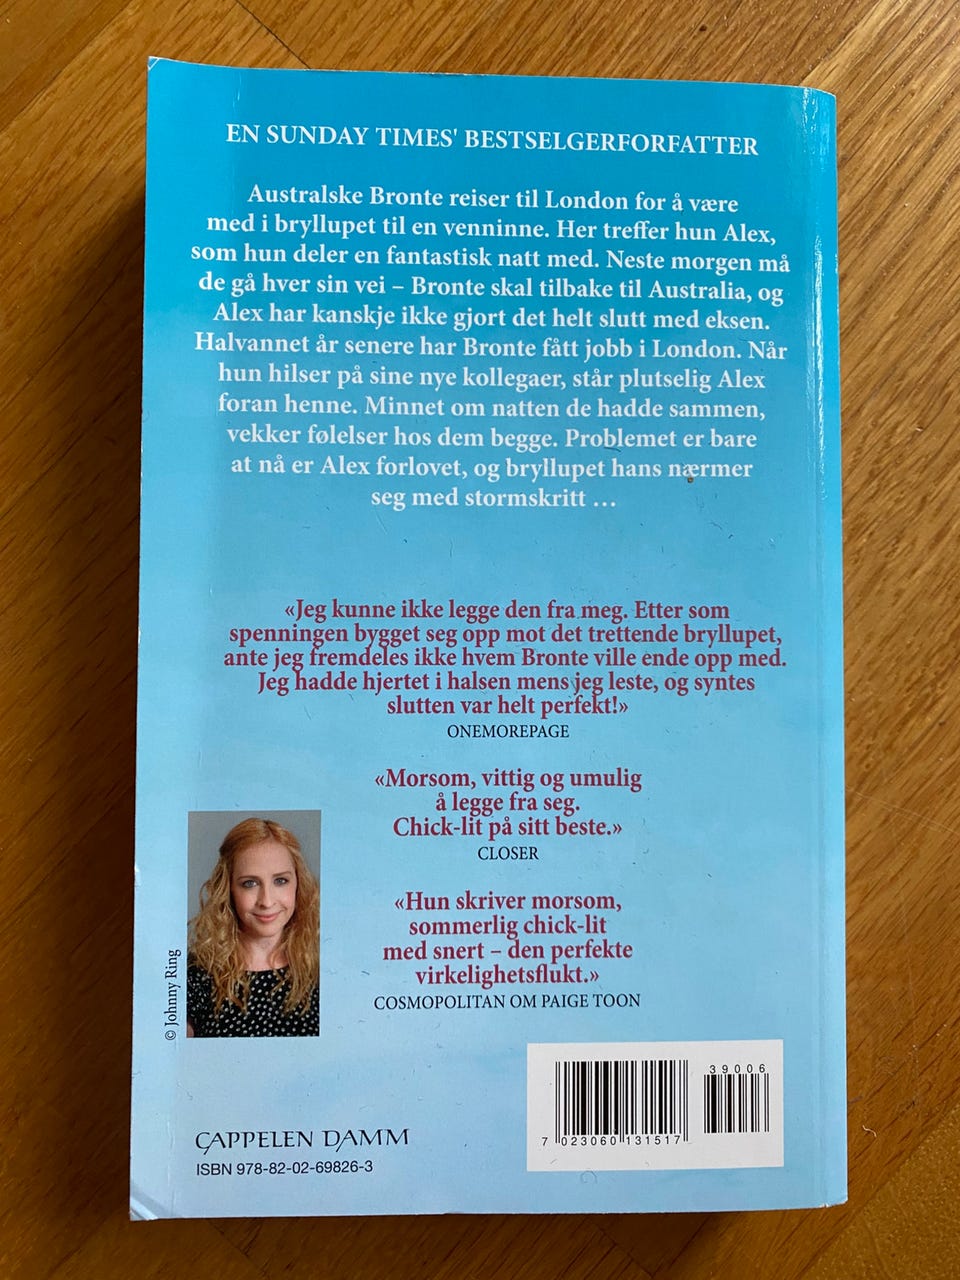 EN SUNDAY TIMES' BESTSELGERFORFATTER
Australske Bronte reiser til London for å være
med i bryllupet til en venninne. Her treffer hun Alex,
som hun deler en fantastisk natt med. Neste morgen må
de gå hver sin vei – Bronte skal tilbake til Australia, og
Alex har kanskje ikke gjort det helt slutt med eksen.
Halvannet år senere har Bronte fått jobb i London. Når
hun hilser på sine nye kollegaer, står plutselig Alex
foran henne. Minnet om natten de hadde sammen,
vekker følelser hos dem begge. Problemet er bare
at nå er Alex forlovet, og bryllupet hans nærmer
seg med stormskritt …
«Jeg kunne ikke legge den fra meg. Etter som
spenningen bygget seg opp mot det trettende bryllupet,
ante jeg fremdeles ikke hvem Bronte ville ende opp med.
Jeg hadde hjertet i halsen mens jeg leste, og syntes
slutten var helt perfekt!»
ONEMOREPAGE
«Morsom, vittig og umulig
å legge fra seg.
Chick-lit på sitt beste.»
CLOSER
«Hun skriver morsom,
sommerlig chick-lit
med snert – den perfekte
virkelighetsflukt.»
COSMOPOLITAN OM PAIGE TOON
© Johnny Ring
CAPPELEN DAMM
ISBN 978-82-02-69826-3
39006
7 023060 131517